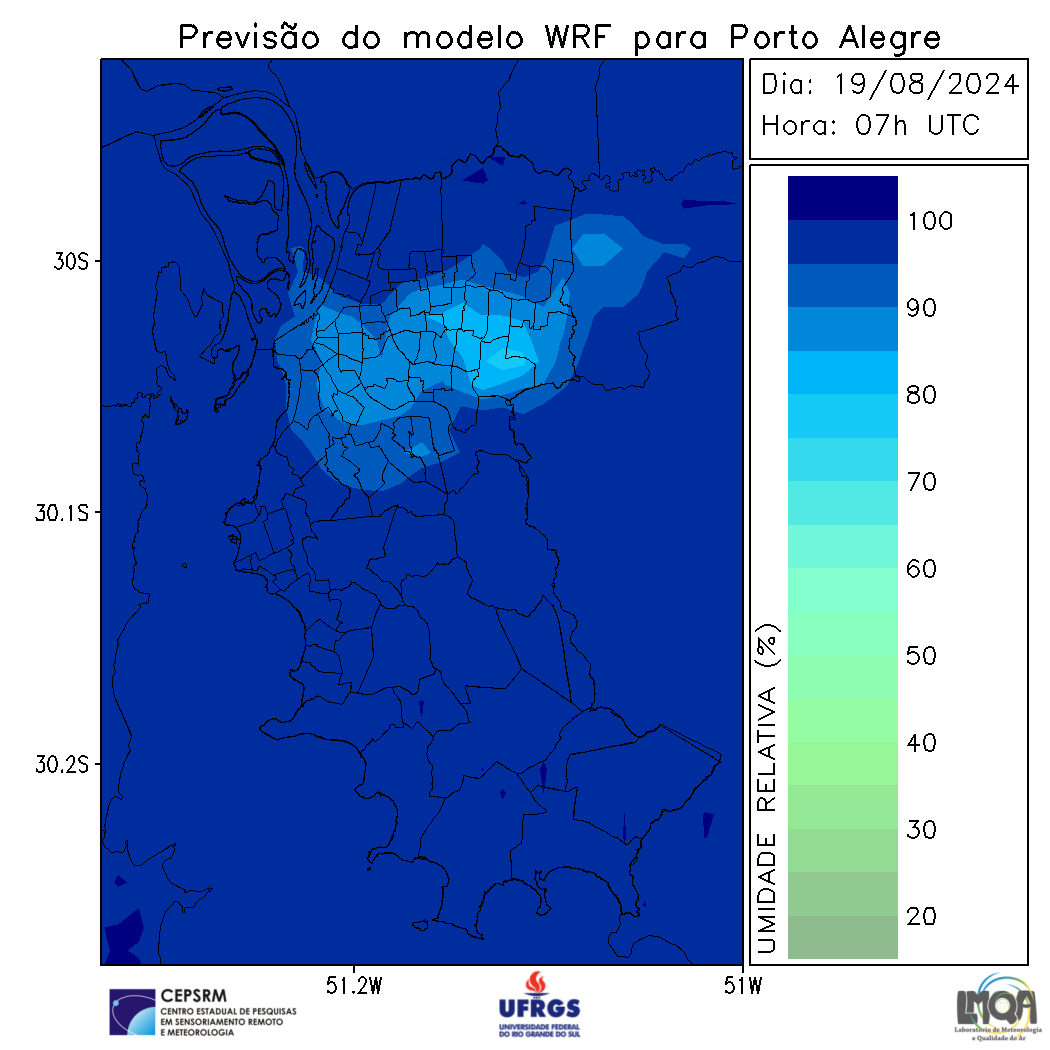 Previsão do modelo WRF para Porto Alegre
Dia: 19/08/2024
Hora: 07h UTC
30S
30.1S
30.2S
51.2W
51W
UMIDADE RELATIVA (%)
100
90
80
70
60
50
40
30
20
CEPSRM
CENTRO ESTADUAL DE PESQUISAS
EM SENSORIAMENTO REMOTO
E METEOROLOGIA
UFRGS
UNIVERSIDADE FEDERAL
DO RIO GRANDE DO SUL
LMQA
Laboratório de Meteorologia
e Qualidade do Ar